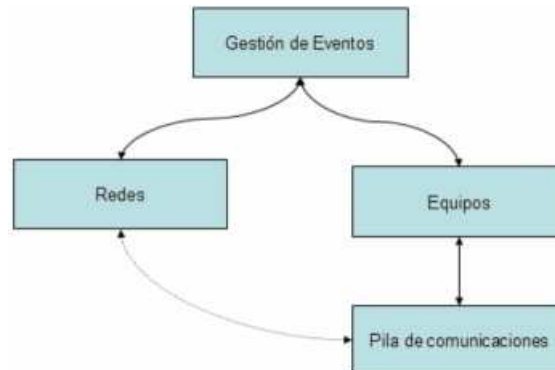 Gestión de Eventos
Redes
Equipos
Pila de comunicaciones